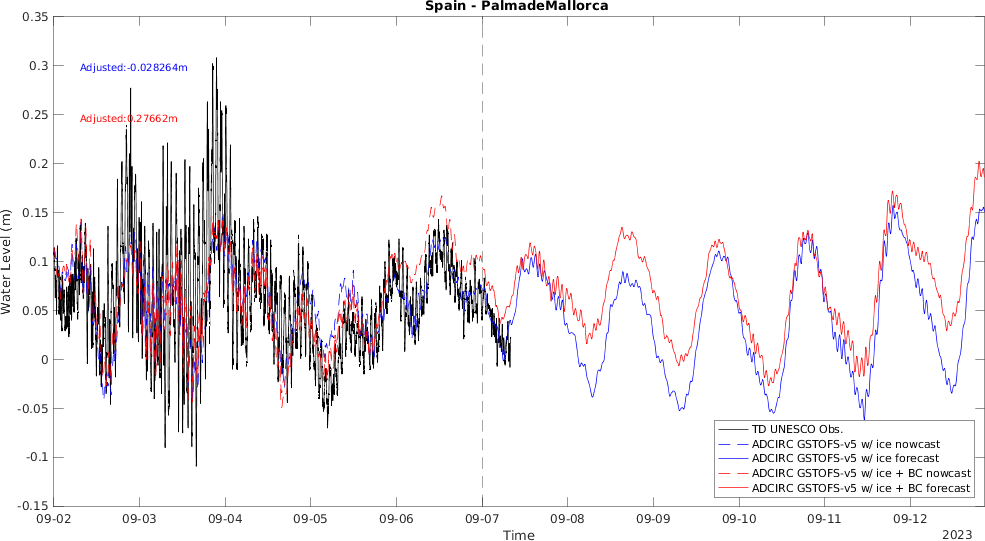 Spain - PalmadeMallorca
0.35
0.3
0.25
0.2
0.15
0.1
0.05
0
-0.05
-0.1
-0.15
Water Level (m)
Adjusted:-0.028264m
Adjusted:0.27662m
TD UNESCO Obs.
ADCIRC GSTOFS-v5 w/ ice nowcast
ADCIRC GSTOFS-v5 w/ ice forecast
ADCIRC GSTOFS-v5 w/ ice + BC nowcast
ADCIRC GSTOFS-v5 w/ ice + BC forecast
09-02 09-03 09-04 09-05 09-06 09-07 09-08 09-09 09-10 09-11 09-12
Time
2023